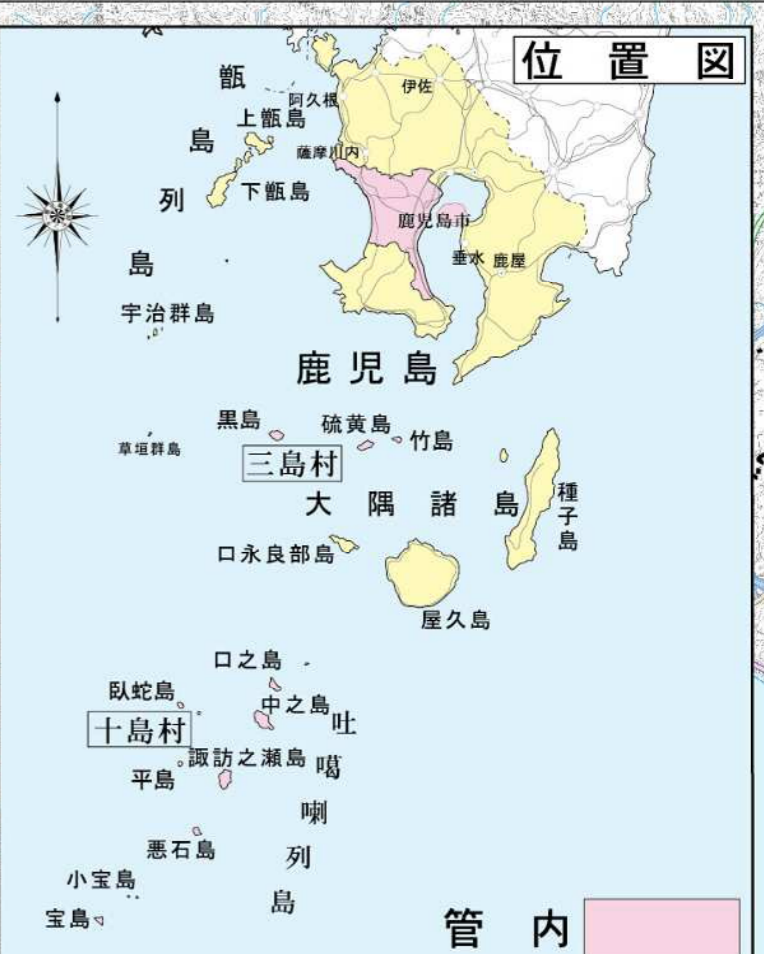 位置図
甑島列島
上甑島
下甑島
阿久根
伊佐
薩摩川内
鹿児島市
垂水
鹿屋
宇治群島
鹿児島
草垣群島
黒島
硫黄島
竹島
三島村
大隅諸島
種子島
口永良部島
屋久島
口之島
臥蛇島
中之島
十島村
諏訪之瀬島
平島
吐噶喇列島
悪石島
小宝島
宝島
管内